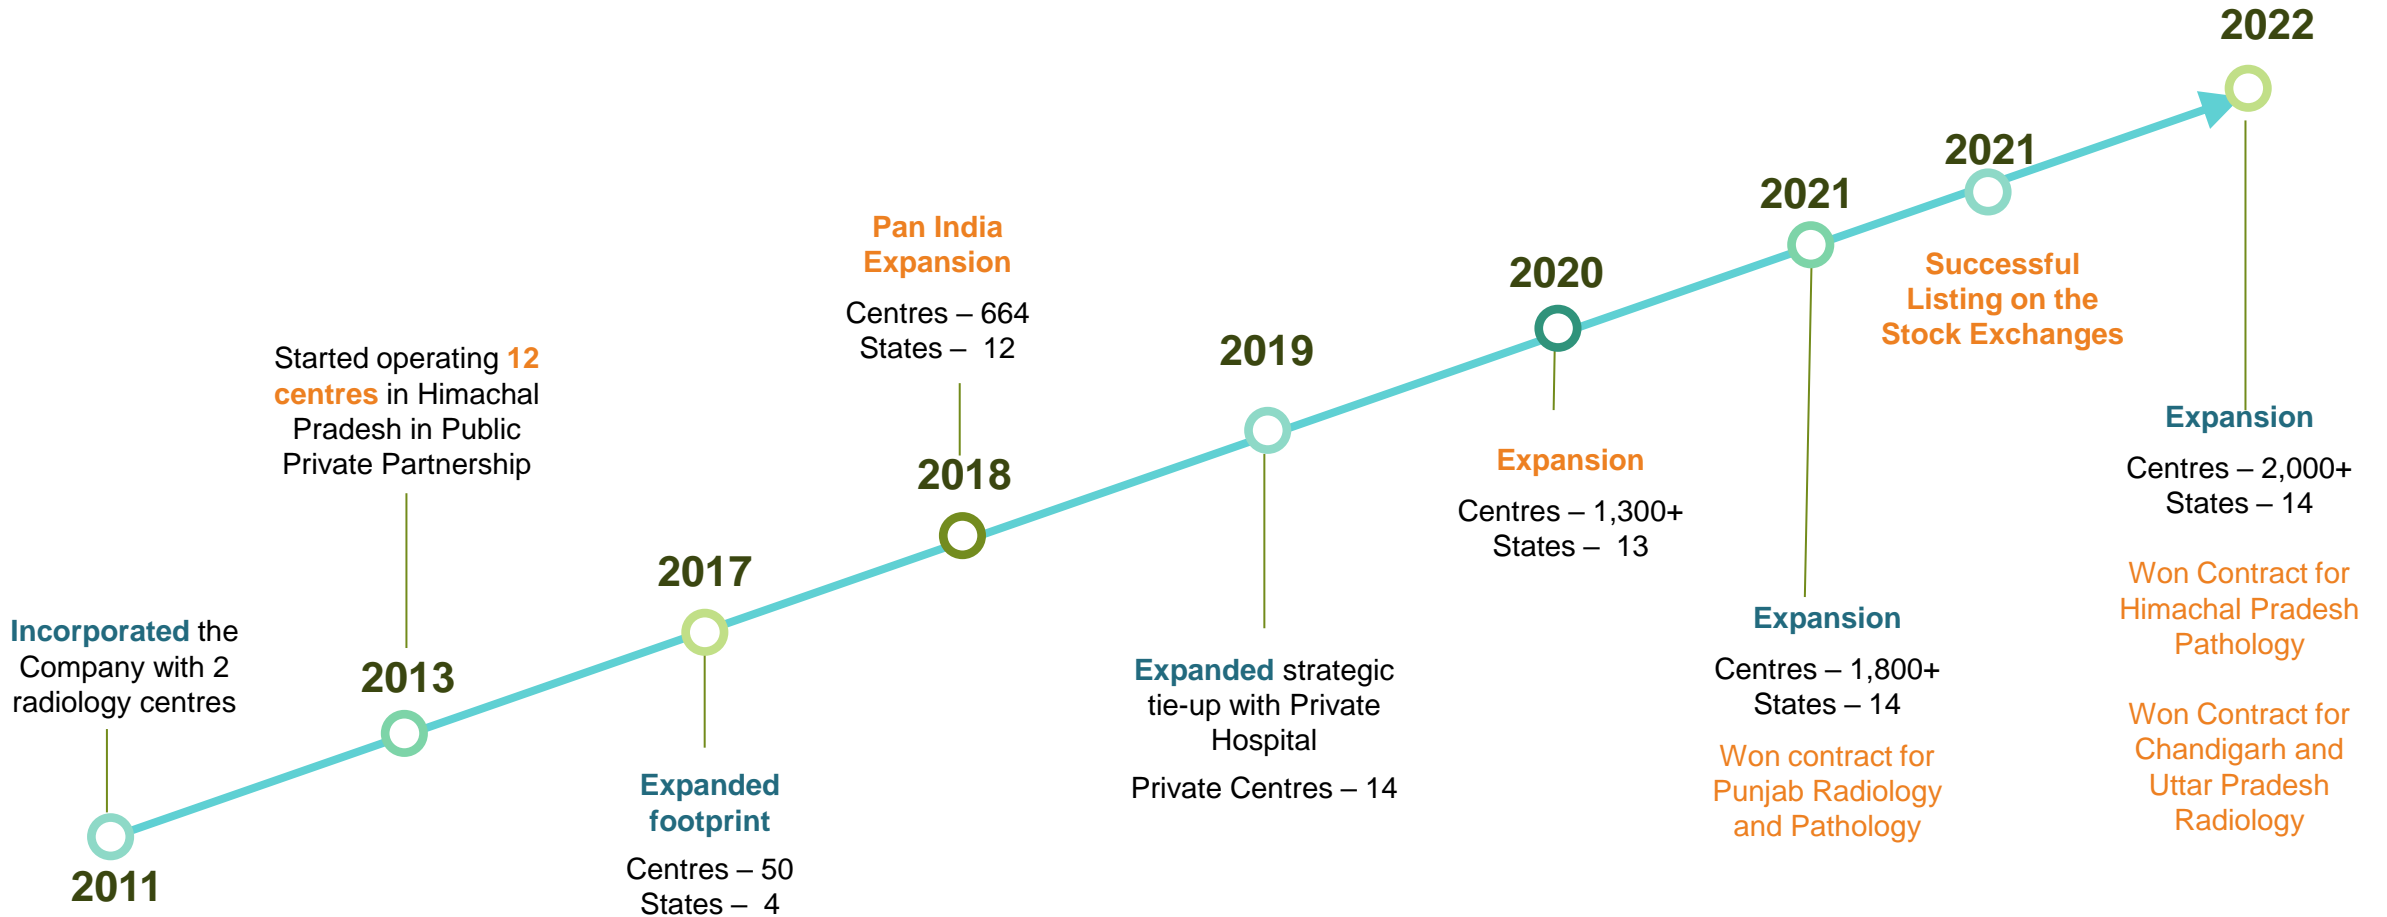 Incorporated the
Company with 2
radiology centres
2011
Started operating 12
centres in Himachal
Pradesh in Public
Private Partnership
2013
2017
Expanded
footprint
Centres – 50
States – 4
Pan India
Expansion
Centres – 664
States – 12
2018
2019
Expanded strategic
tie-up with Private
Hospital
Private Centres – 14
2020
Expansion
Centres – 1,300+
States – 13
2021
Expansion
Centres – 1,800+
States – 14
Won contract for
Punjab Radiology
and Pathology
2021
Successful
Listing on the
Stock Exchanges
2022
Expansion
Centres – 2,000+
States – 14
Won Contract for
Himachal Pradesh
Pathology
Won Contract for
Chandigarh and
Uttar Pradesh
Radiology